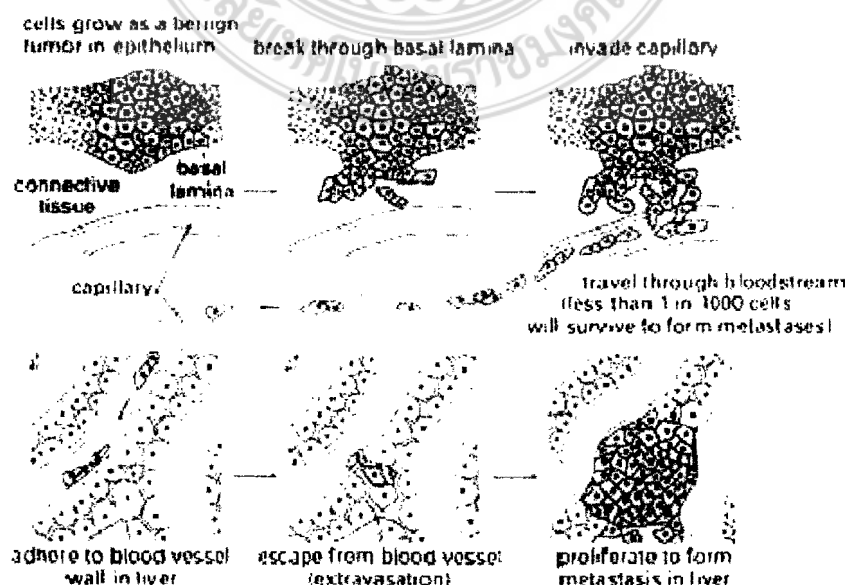 cells grow as a benign
tumor in epithelium
break through basal lamina
invade capillary
connective
tissue
basal
lamina
capillary
travel through bloodstream
(less than 1 in 1000 cells
will survive to form metastases)
adhere to blood vessel
wall in liver
escape from blood vessel
(extravasation)
proliferate to form
metastasis in liver